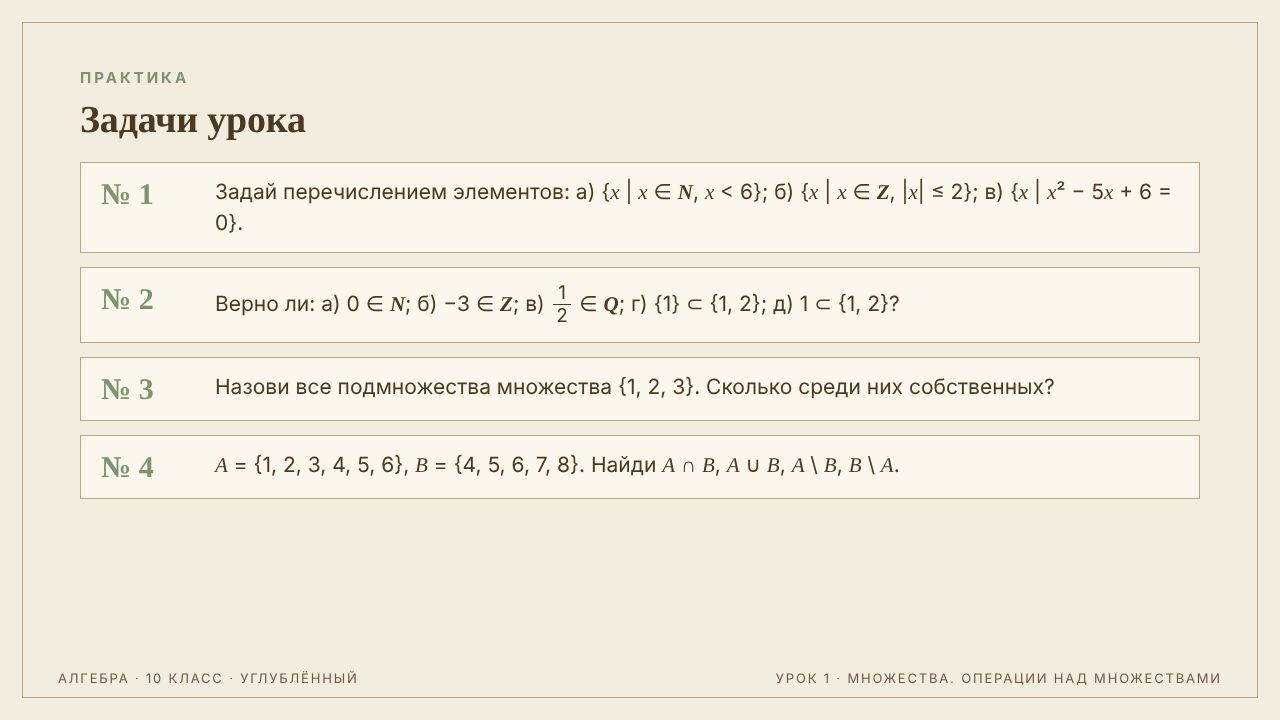 ПРАКТИКА
Задачи урока
№ 1
Задай перечислением элементов: а) {x | x ∈ N, x < 6}; б) {x | x ∈ Z, |x| ≤ 2}; в) {x | x² − 5x + 6 =
0}.
№ 2
Верно ли: а) 0 ∈ N; б) −3 ∈ Z; в) 1/2 ∈ Q; г) {1} ⊂ {1, 2}; д) 1 ⊂ {1, 2}?
№ 3
Назови все подмножества множества {1, 2, 3}. Сколько среди них собственных?
№ 4
A = {1, 2, 3, 4, 5, 6}, B = {4, 5, 6, 7, 8}. Найди A ∩ B, A ∪ B, A \ B, B \ A.
АЛГЕБРА · 10 КЛАСС · УГЛУБЛЁННЫЙ
УРОК 1 · МНОЖЕСТВА. ОПЕРАЦИИ НАД МНОЖЕСТВАМИ